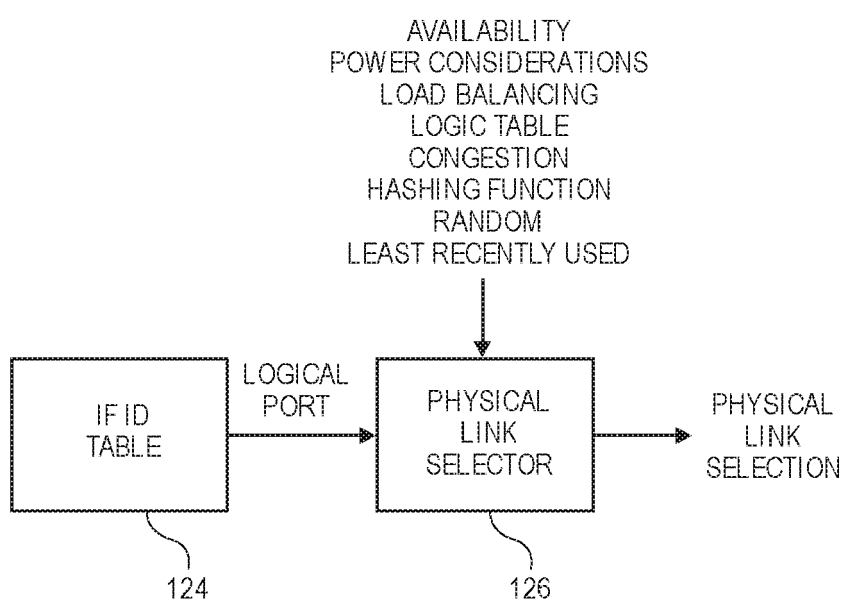 AVAILABILITY
POWER CONSIDERATIONS
LOAD BALANCING
LOGIC TABLE
CONGESTION
HASHING FUNCTION
RANDOM
LEAST RECENTLY USED
IF ID
TABLE
LOGICAL
PORT
PHYSICAL
LINK
SELECTOR
PHYSICAL
LINK
SELECTION
124
126